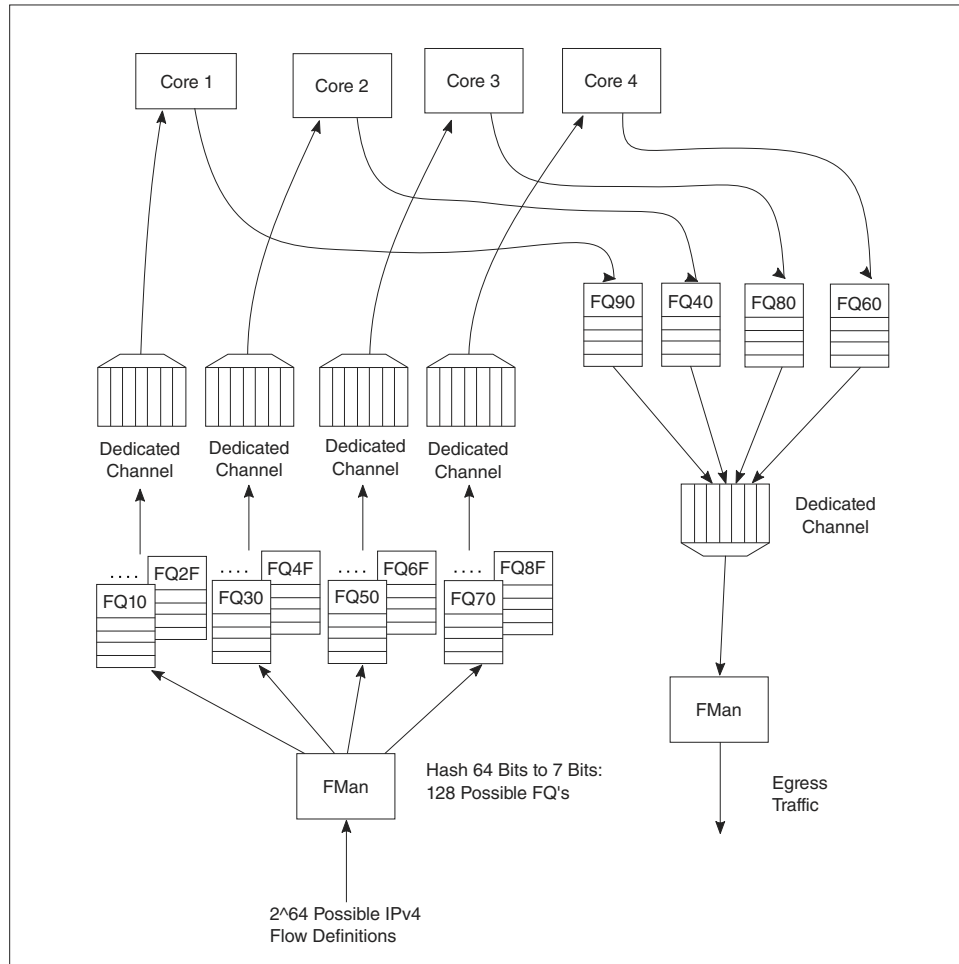 Core 1
Core 2
Core 3
Core 4
FQ90
FQ40
FQ80
FQ60
Dedicated
Channel
Dedicated
Channel
Dedicated
Channel
Dedicated
Channel
Dedicated
Channel
....
FQ2F
FQ10
....
FQ4F
FQ30
....
FQ6F
FQ50
....
FQ8F
FQ70
FMan
FMan
Hash 64 Bits to 7 Bits:
128 Possible FQ's
Egress
Traffic
2^64 Possible IPv4
Flow Definitions